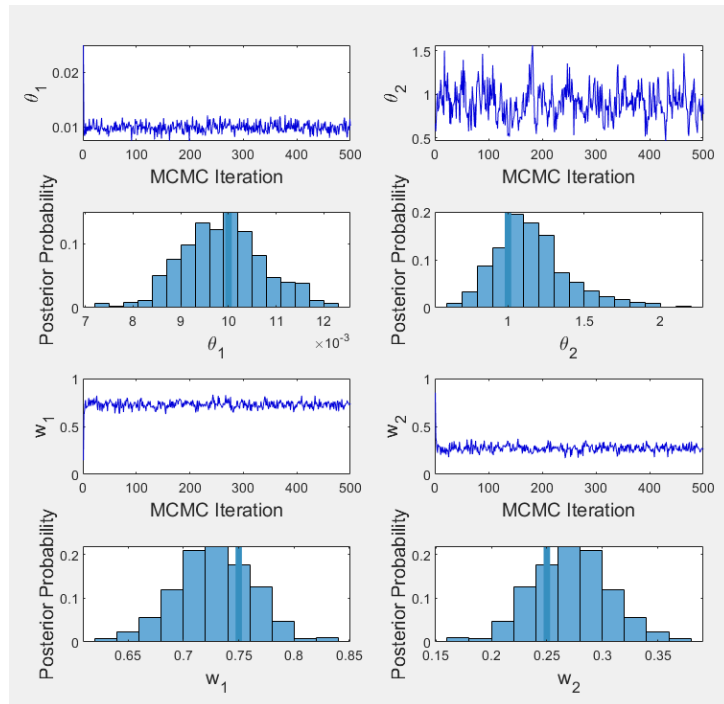 0.02
0.01
θ1
0 100 200 300 400 500
MCMC Iteration
1.5
1
0.5
θ2
0 100 200 300 400 500
MCMC Iteration
Posterior Probability
0.1
0
7 8 9 10 11 12
θ1
×10-3
Posterior Probability
0.2
0.1
0
1 1.5 2
θ2
1
0.5
0
w1
0 100 200 300 400 500
MCMC Iteration
1
0.5
0
w2
0 100 200 300 400 500
MCMC Iteration
Posterior Probability
0.2
0.1
0
0.65 0.7 0.75 0.8 0.85
w1
Posterior Probability
0.2
0.1
0
0.15 0.2 0.25 0.3 0.35
w2